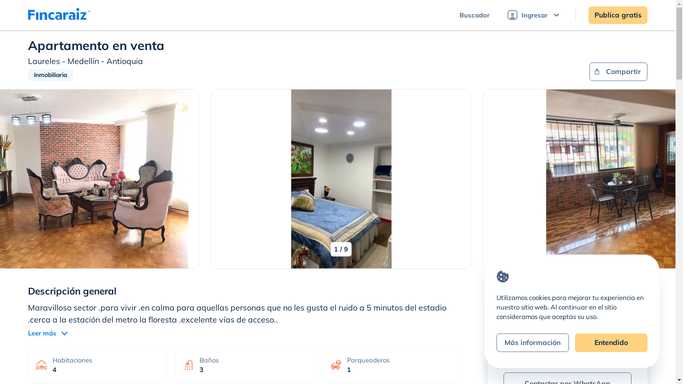 Fincaraiz
Buscador
Ingresar
Publica gratis
Apartamento en venta
Laureles - Medellín - Antioquia
Inmobiliaria
Compartir
1 / 9
Descripción general
Maravilloso sector .para vivir .en calma para aquellas personas que no les gusta el ruido a 5 minutos del estadio
.cerca a la estación del metro la floresta .excelente vías de acceso..
Leer más
Habitaciones
4
Baños
3
Parqueaderos
1
Utilizamos cookies para mejorar tu experiencia en
nuestro sitio web. Al continuar en el sitio
consideramos que aceptas su uso.
Más información
Entendido
Contactar por WhatsApp